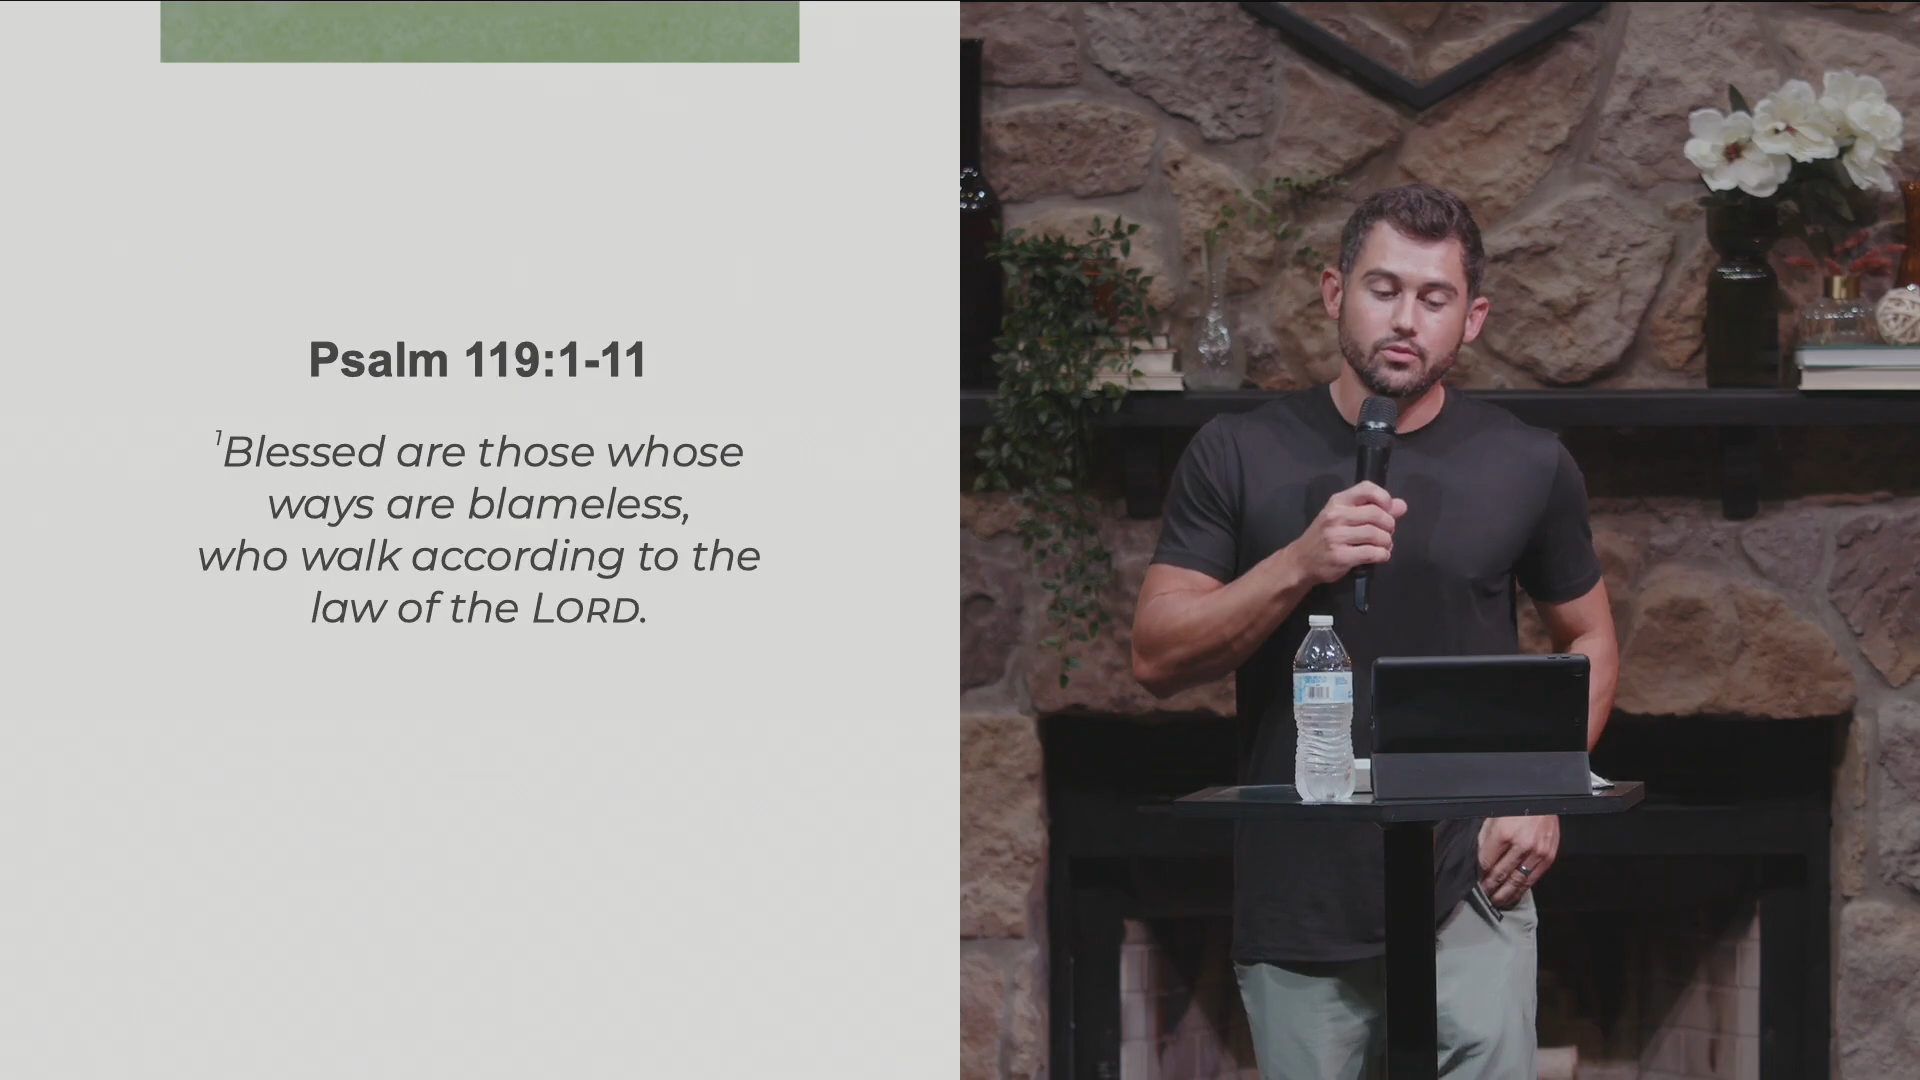 Psalm 119:1-11
¹Blessed are those whose
ways are blameless,
who walk according to the
law of the LORD.